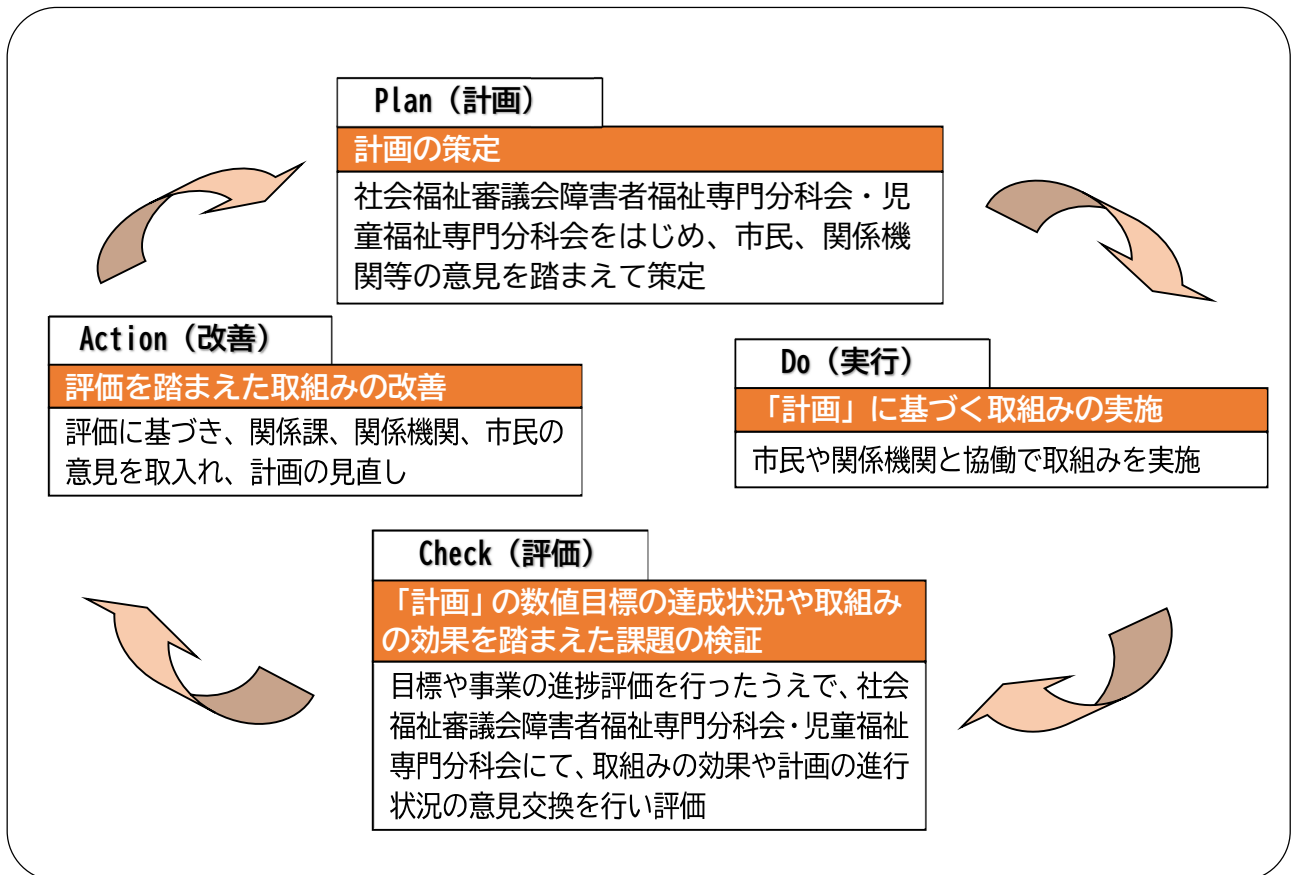 Plan（計画）
計画の策定
社会福祉審議会障害者福祉専門分科会・児
童福祉専門分科会をはじめ、市民、関係機
関等の意見を踏まえて策定
Action（改善）
評価を踏まえた取組みの改善
評価に基づき、関係課、関係機関、市民の
意見を取入れ、計画の見直し
Do（実行）
「計画」に基づく取組みの実施
市民や関係機関と協働で取組みを実施
Check（評価）
「計画」の数値目標の達成状況や取組み
の効果を踏まえた課題の検証
目標や事業の進捗評価を行ったうえで、社会
福祉審議会障害者福祉専門分科会・児童福祉
専門分科会にて、取組みの効果や計画の進行
状況の意見交換を行い評価